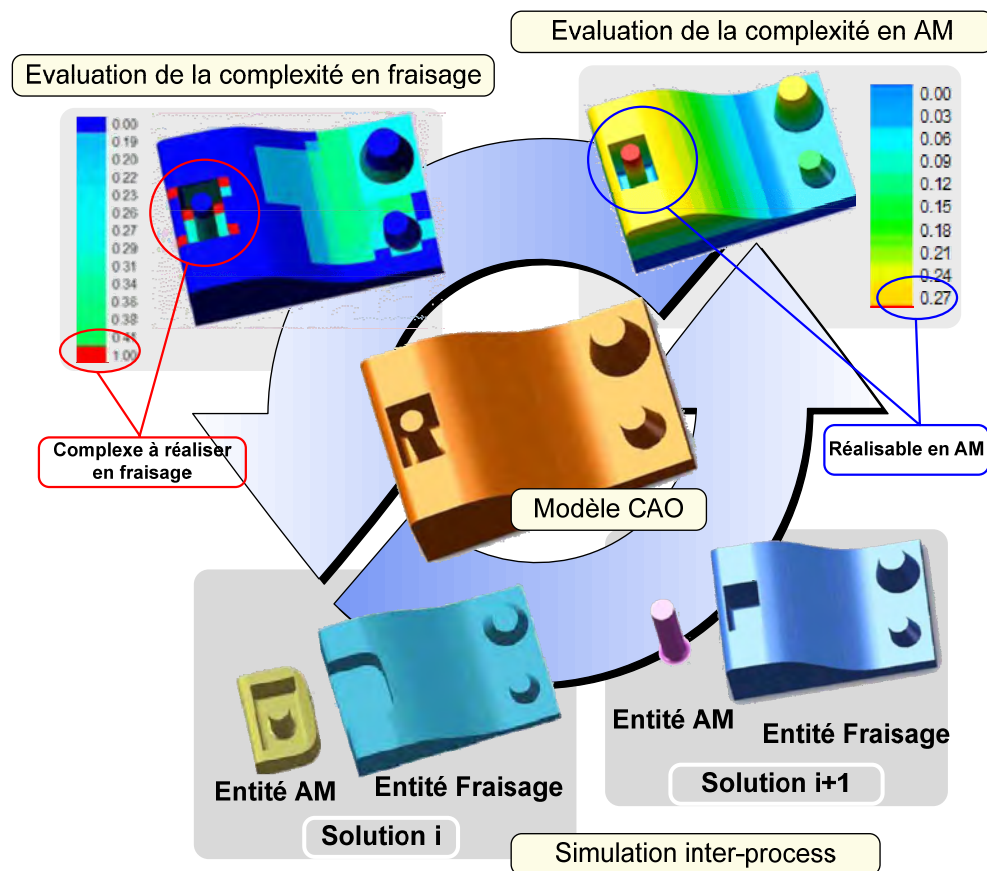 Evaluation de la complexité en AM
Evaluation de la complexité en fraisage
0.00
0.19
0.20
0.22
0.23
0.26
0.27
0.29
0.31
0.34
0.36
0.38
0.41
1.00
0.00
0.03
0.06
0.09
0.12
0.15
0.18
0.21
0.24
0.27
Complexe à réaliser
en fraisage
Réalisable en AM
Modèle CAO
Entité AM
Entité Fraisage
Solution i
Entité AM
Entité Fraisage
Solution i+1
Simulation inter-process